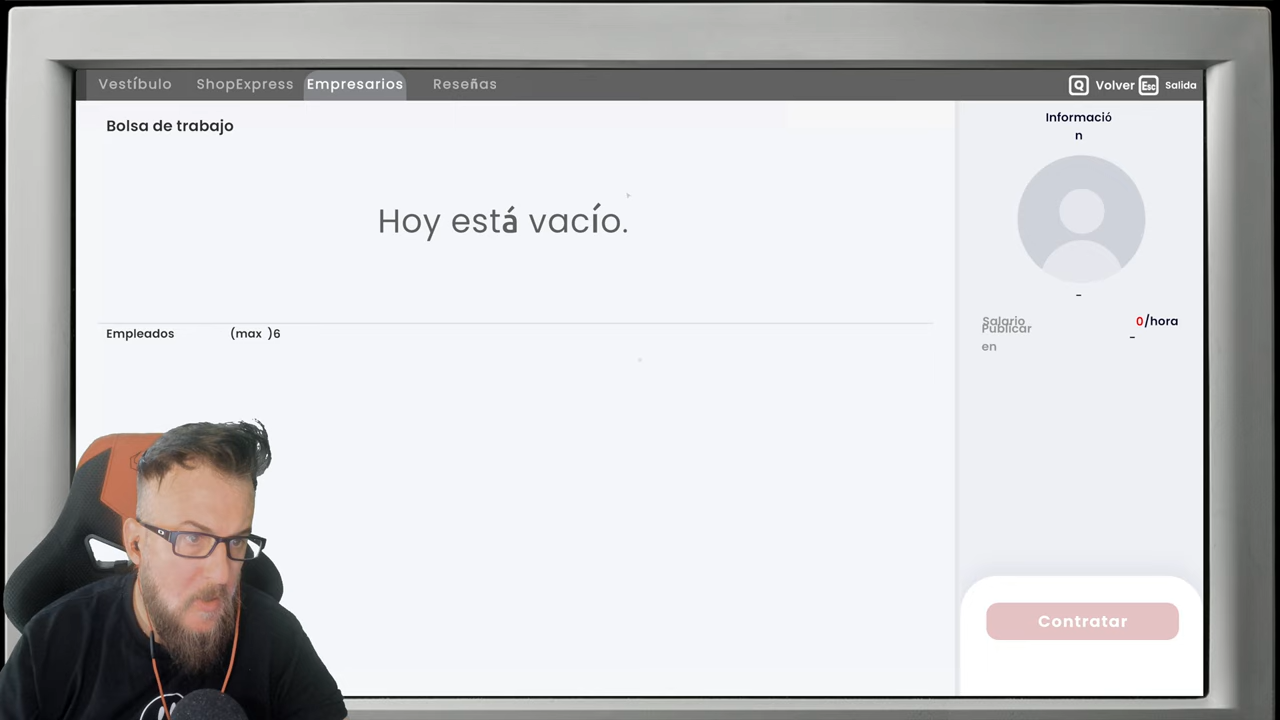 Vestíbulo ShopExpress Empresarios Reseñas Q Volver Esc Salida
Bolsa de trabajo
Hoy está vacío.
Empleados (max )6
Informació
n
-
Salario 0/hora
Publicar
en -
Contratar